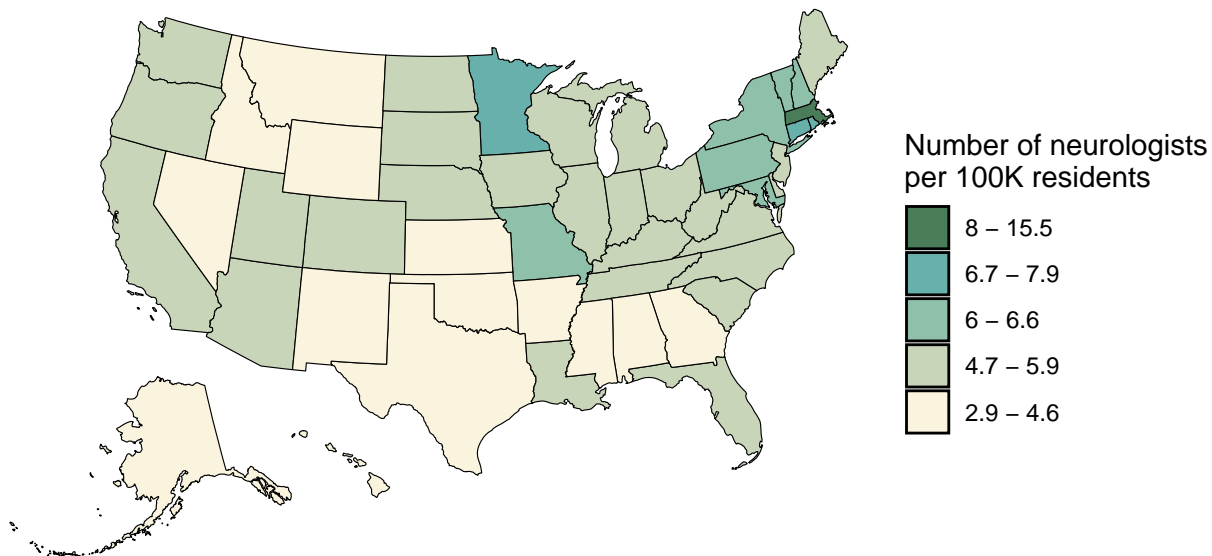 Number of neurologists
per 100K residents
8 – 15.5
6.7 – 7.9
6 – 6.6
4.7 – 5.9
2.9 – 4.6